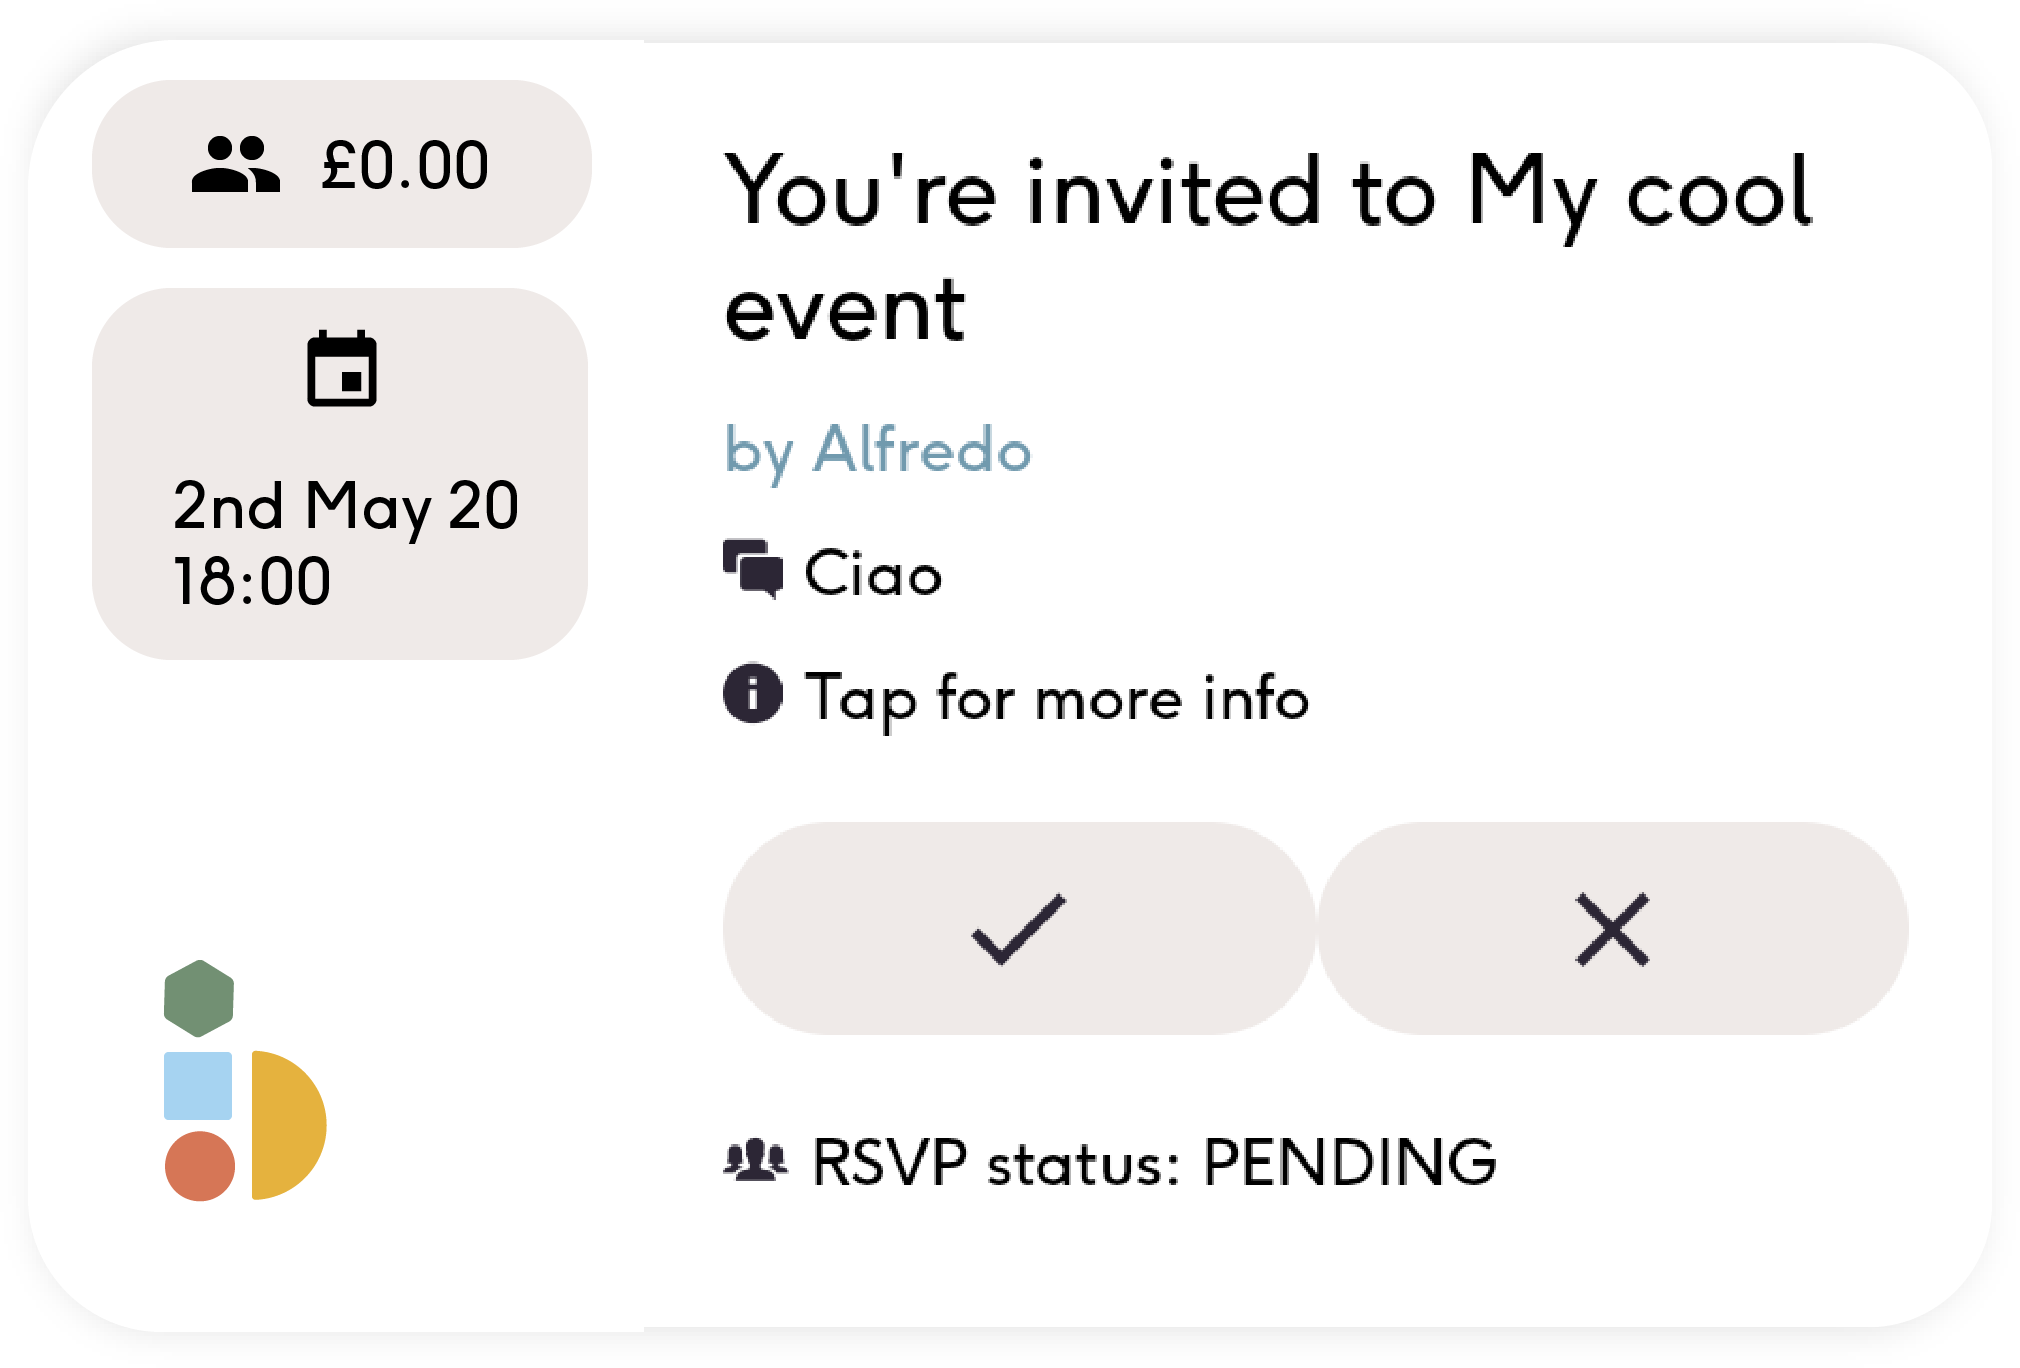 £0.00
2nd May 20
18:00
You're invited to My cool
event
by Alfredo
Ciao
Tap for more info
RSVP status: PENDING